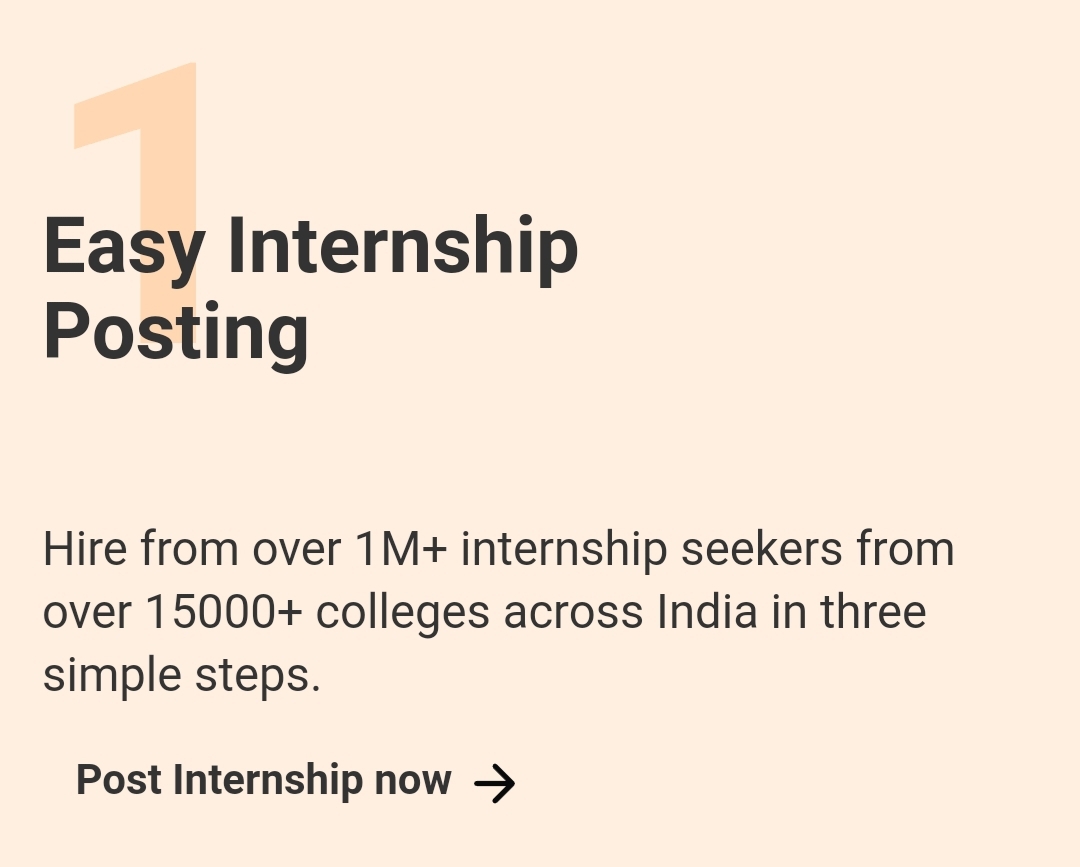 1
Easy Internship
Posting
Hire from over 1M+ internship seekers from
over 15000+ colleges across India in three
simple steps.
Post Internship now →